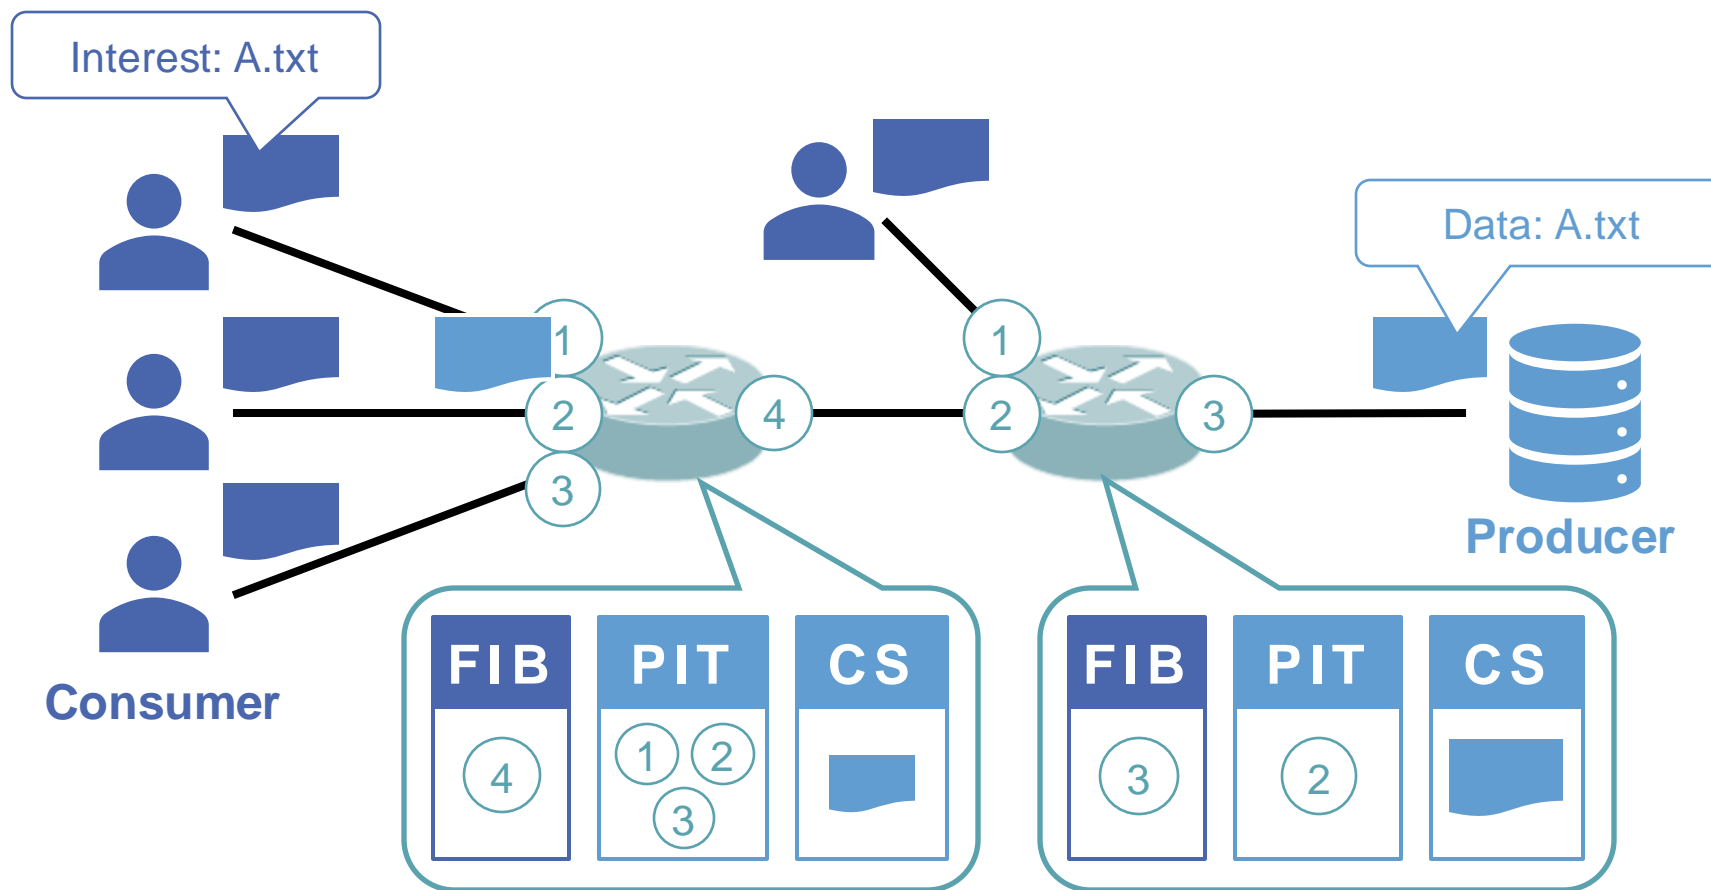 Interest: A.txt
Data: A.txt
1
2
3
4
1
2
3
Producer
Consumer
FIB PIT CS
4 1 2
3
FIB PIT CS
3 2